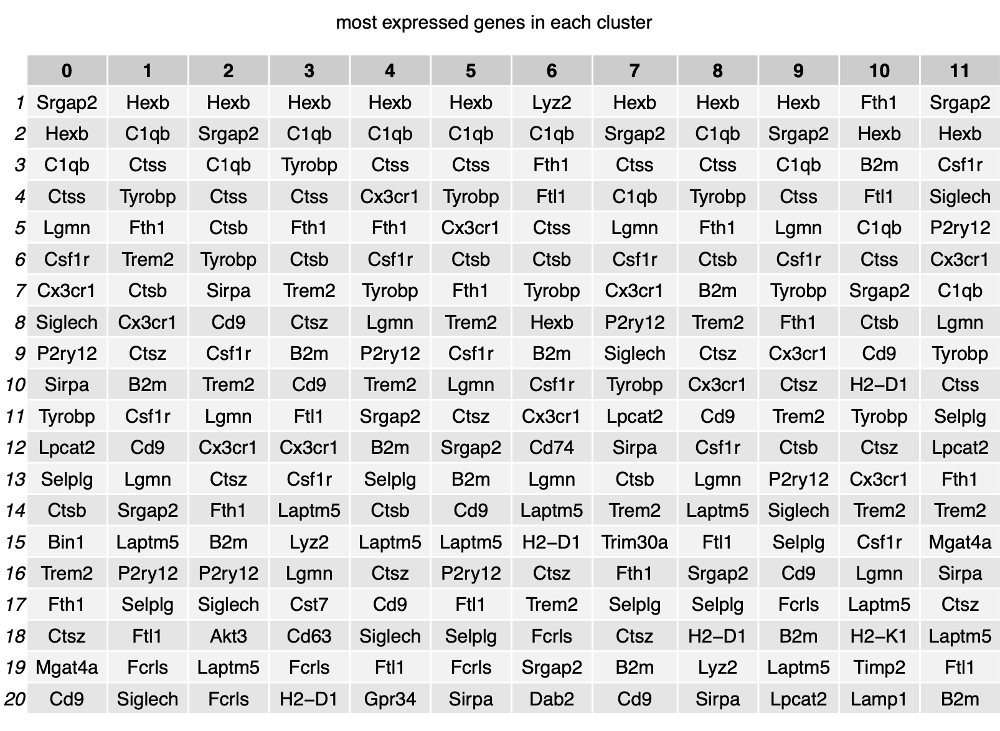 most expressed genes in each cluster
0 1 2 3 4 5 6 7 8 9 10 11
1 Srgap2 Hexb Hexb Hexb Hexb Hexb Lyz2 Hexb Hexb Hexb Fth1 Srgap2
2 Hexb C1qb Srgap2 C1qb C1qb C1qb C1qb Srgap2 C1qb Srgap2 Hexb Hexb
3 C1qb Ctss C1qb Tyrobp Ctss Ctss Fth1 Ctss Ctss C1qb B2m Csf1r
4 Ctss Tyrobp Ctss Ctss Cx3cr1 Tyrobp Ftl1 C1qb Tyrobp Ctss Ftl1 Siglech
5 Lgmn Fth1 Ctsb Fth1 Fth1 Cx3cr1 Ctss Lgmn Fth1 Lgmn C1qb P2ry12
6 Csf1r Trem2 Tyrobp Ctsb Csf1r Ctsb Ctsb Csf1r Ctsb Csf1r Ctss Cx3cr1
7 Cx3cr1 Ctsb Sirpa Trem2 Tyrobp Fth1 Tyrobp Cx3cr1 B2m Tyrobp Srgap2 C1qb
8 Siglech Cx3cr1 Cd9 Ctsz Lgmn Trem2 Hexb P2ry12 Trem2 Fth1 Ctsb Lgmn
9 P2ry12 Ctsz Csf1r B2m P2ry12 Csf1r B2m Siglech Ctsz Cx3cr1 Cd9 Tyrobp
10 Sirpa B2m Trem2 Cd9 Trem2 Lgmn Csf1r Tyrobp Cx3cr1 Ctsz H2−D1 Ctss
11 Tyrobp Csf1r Lgmn Ftl1 Srgap2 Ctsz Cx3cr1 Lpcat2 Cd9 Trem2 Tyrobp Selplg
12 Lpcat2 Cd9 Cx3cr1 Cx3cr1 B2m Srgap2 Cd74 Sirpa Csf1r Ctsb Ctsz Lpcat2
13 Selplg Lgmn Ctsz Csf1r Selplg B2m Lgmn Ctsb Lgmn P2ry12 Cx3cr1 Fth1
14 Ctsb Srgap2 Fth1 Laptm5 Ctsb Cd9 Laptm5 Trem2 Laptm5 Siglech Trem2 Trem2
15 Bin1 Laptm5 B2m Lyz2 Laptm5 Laptm5 H2−D1 Trim30a Ftl1 Selplg Csf1r Mgat4a
16 Trem2 P2ry12 P2ry12 Lgmn Ctsz P2ry12 Ctsz Fth1 Srgap2 Cd9 Lgmn Sirpa
17 Fth1 Selplg Siglech Cst7 Cd9 Ftl1 Trem2 Selplg Selplg Fcrls Laptm5 Ctsz
18 Ctsz Ftl1 Akt3 Cd63 Siglech Selplg Fcrls Ctsz H2−D1 B2m H2−K1 Laptm5
19 Mgat4a Fcrls Laptm5 Fcrls Ftl1 Fcrls Srgap2 B2m Lyz2 Laptm5 Timp2 Ftl1
20 Cd9 Siglech Fcrls H2−D1 Gpr34 Sirpa Dab2 Cd9 Sirpa Lpcat2 Lamp1 B2m